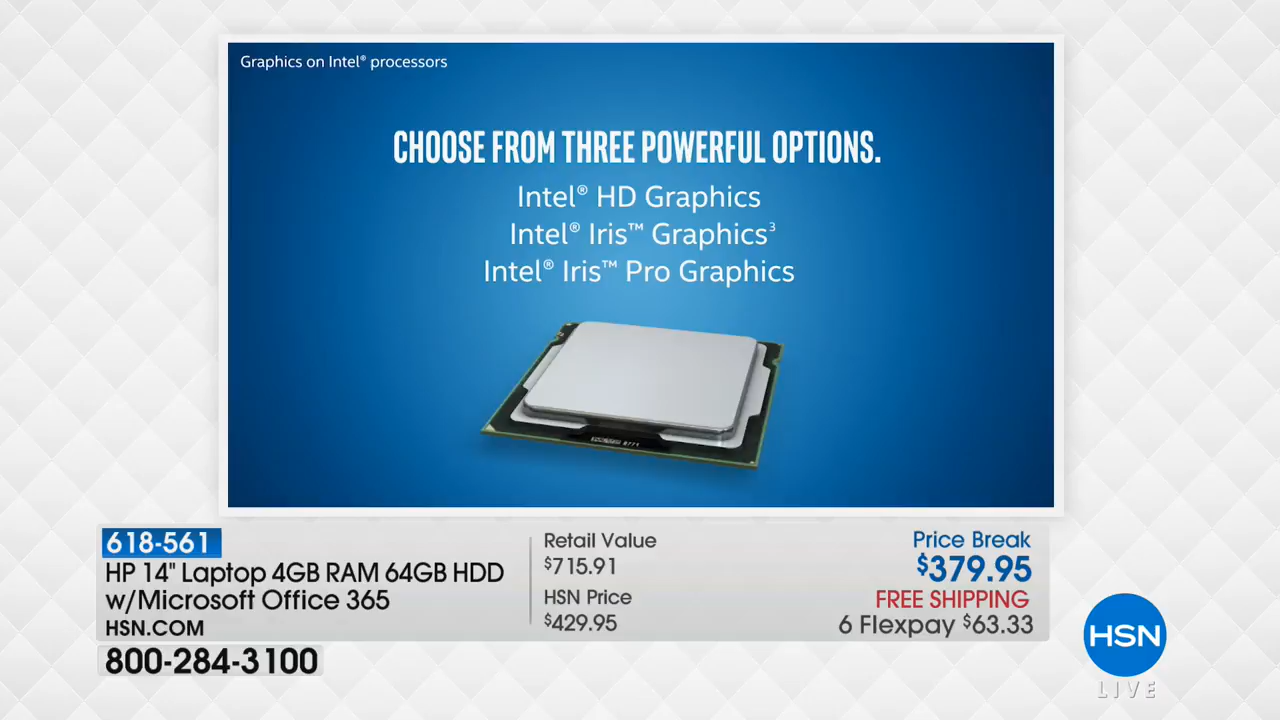 Graphics on Intel® processors
CHOOSE FROM THREE POWERFUL OPTIONS.
Intel® HD Graphics
Intel® Iris™ Graphics³
Intel® Iris™ Pro Graphics
618-561
HP 14" Laptop 4GB RAM 64GB HDD
w/Microsoft Office 365
HSN.COM
800-284-3100
Retail Value
$715.91
HSN Price
$429.95
Price Break
$379.95
FREE SHIPPING
6 Flexpay $63.33
HSN
LIVE